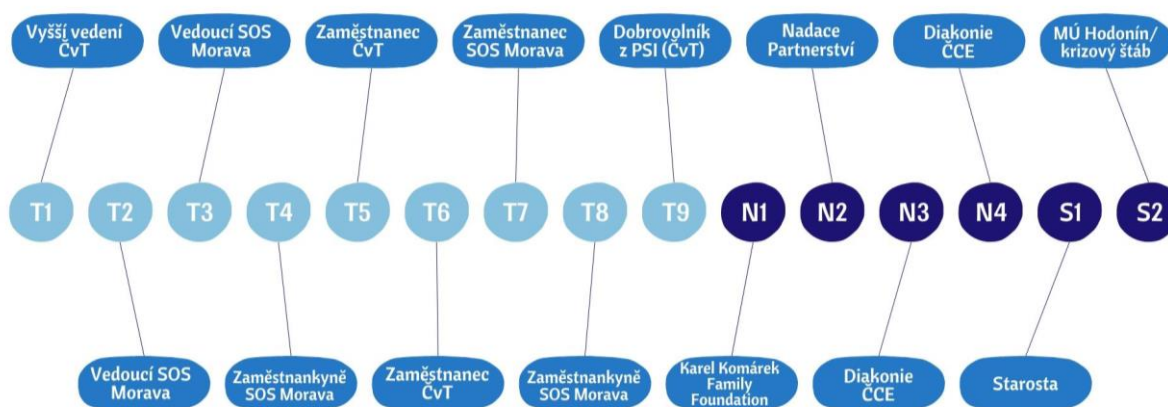 Vyšší vedení
ČvT
Vedoucí SOS
Morava
Zaměstnanec
ČvT
Zaměstnanec
SOS Morava
Dobrovolník
z PSI (ČvT)
Nadace
Partnerství
Diakonie
ČCE
MÚ Hodonín/
krizový štáb
T1
T2
T3
T4
T5
T6
T7
T8
T9
N1
N2
N3
N4
S1
S2
Vedoucí SOS
Morava
Zaměstnankyně
SOS Morava
Zaměstnanec
ČvT
Zaměstnankyně
SOS Morava
Karel Komárek
Family
Foundation
Diakonie
ČCE
Starosta